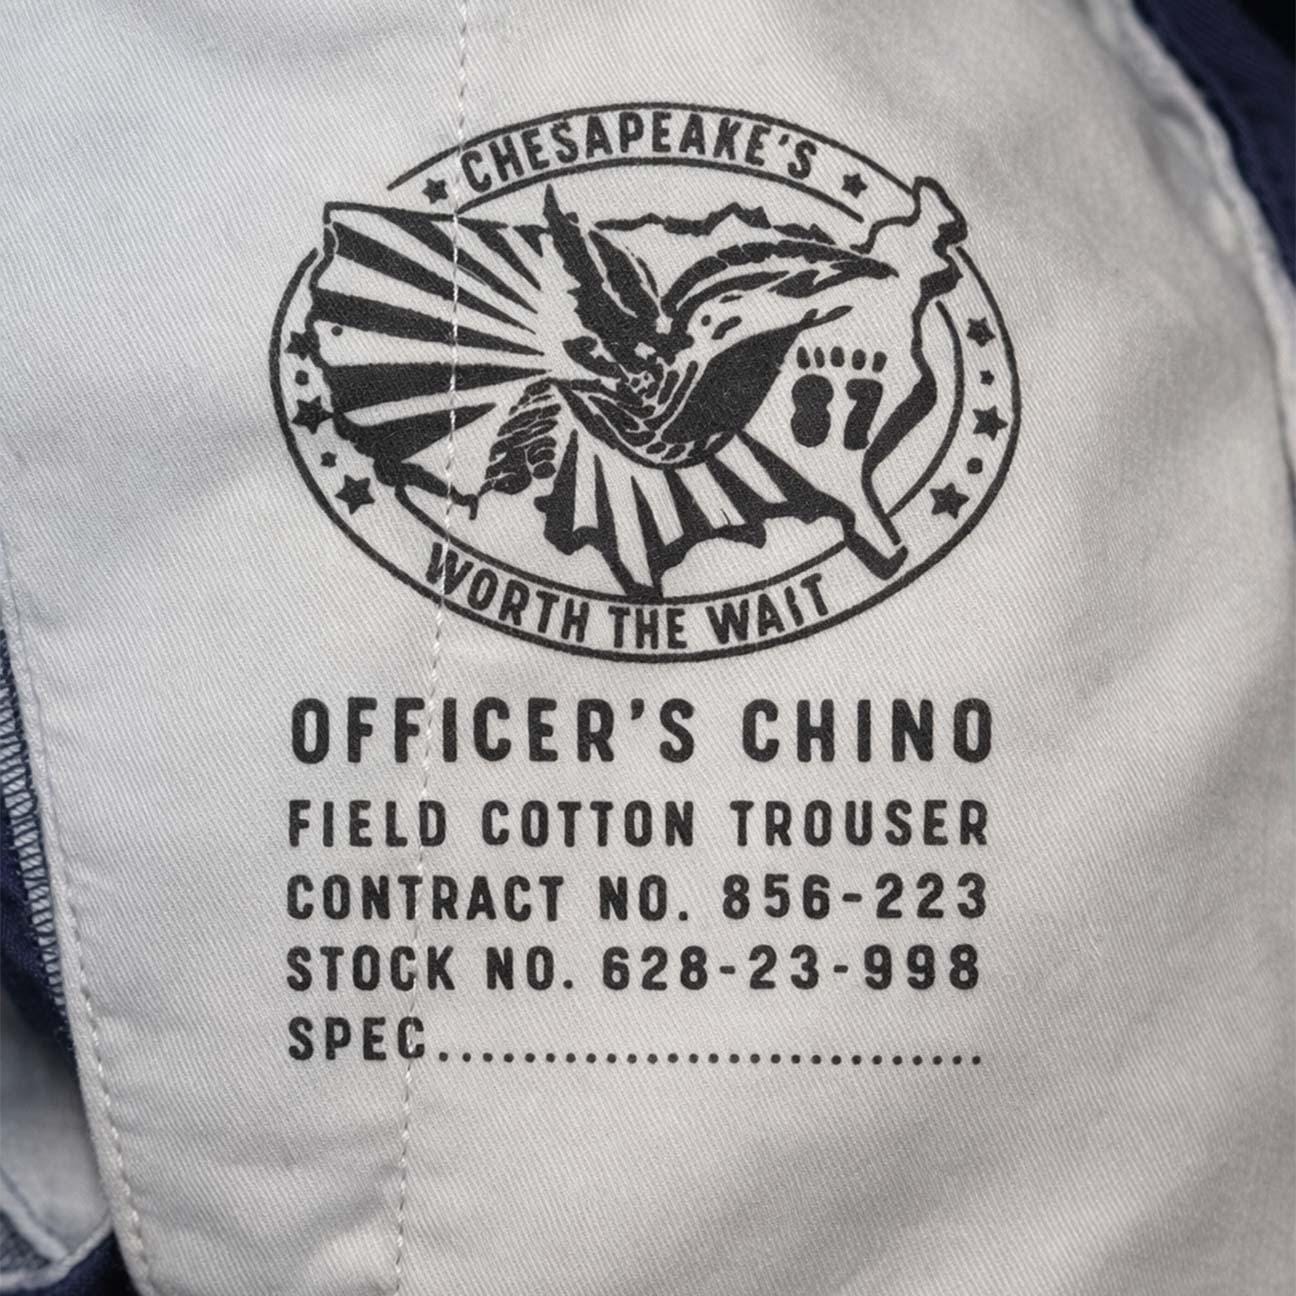 CHESAPEAKE'S
87
WORTH THE WAIT
OFFICER'S CHINO
FIELD COTTON TROUSER
CONTRACT NO. 856-223
STOCK NO. 628-23-998
SPEC...........................